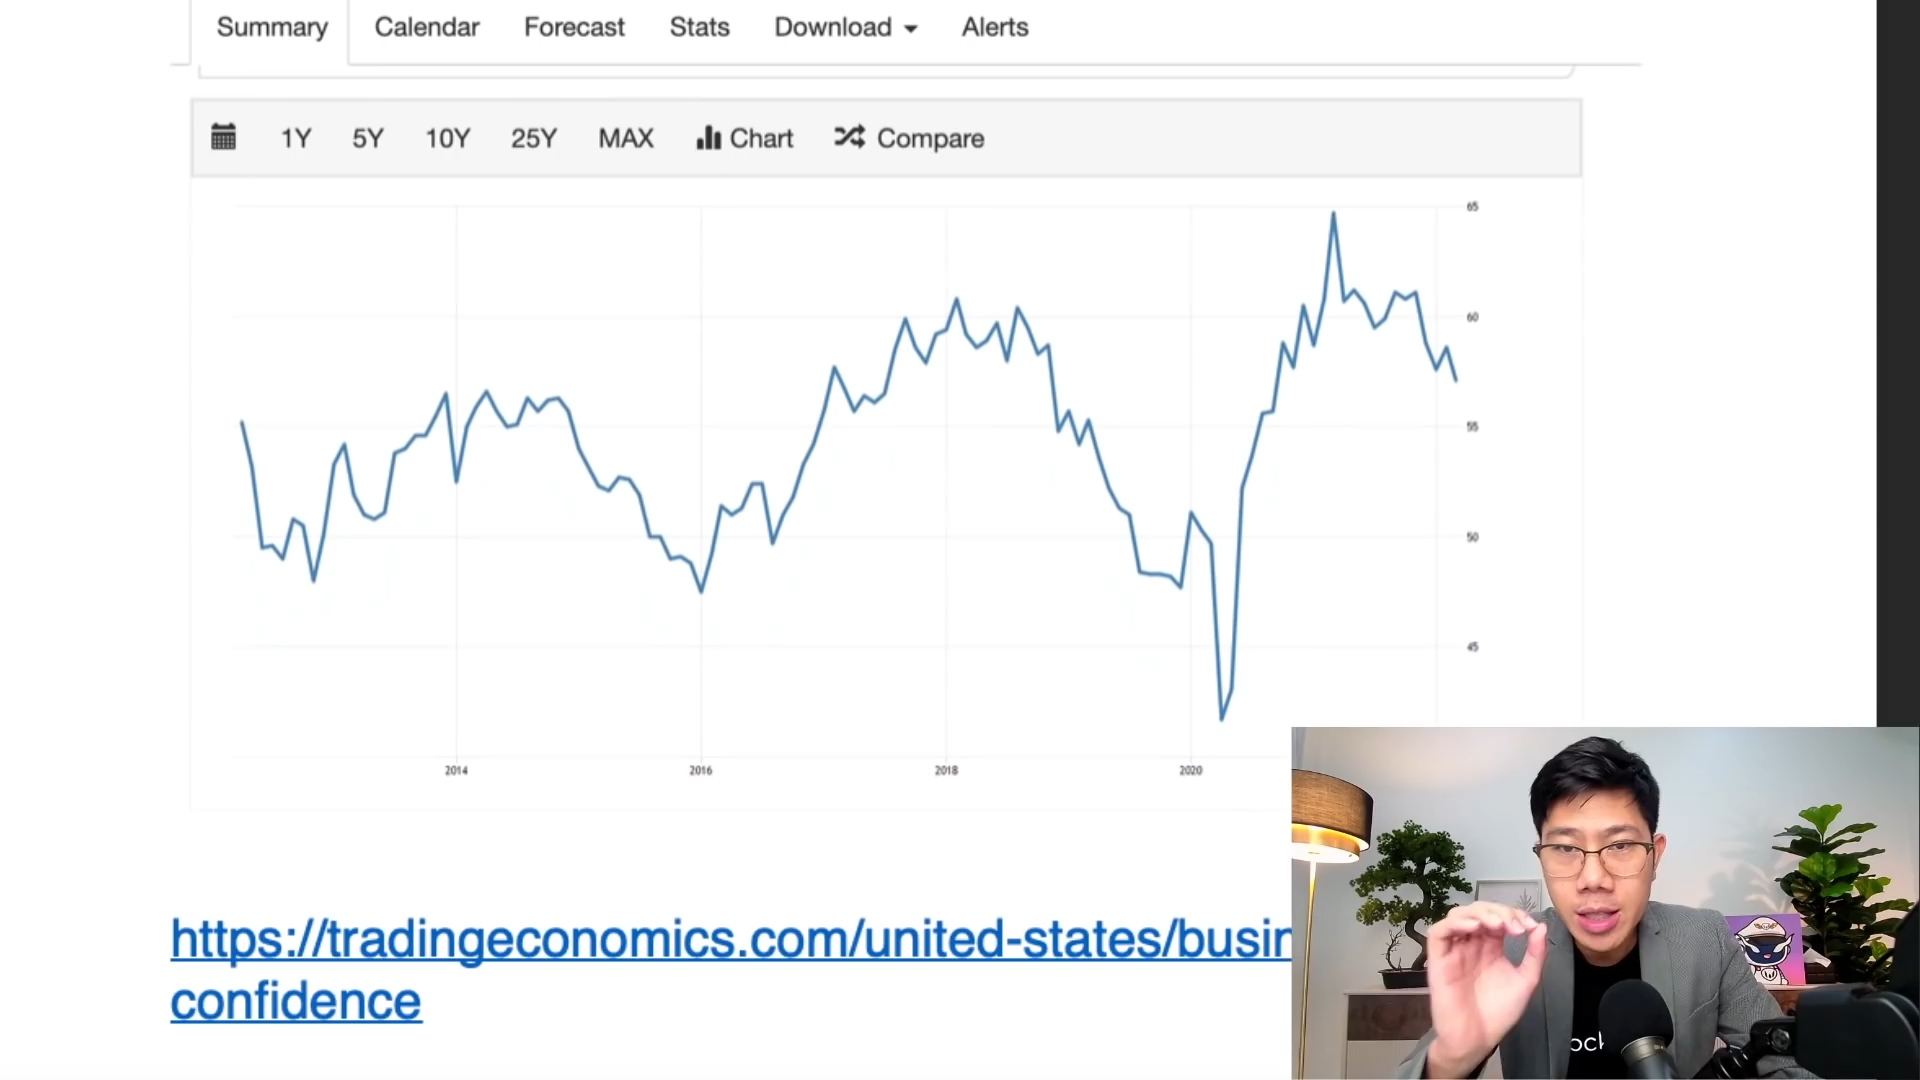 Summary Calendar Forecast Stats Download Alerts
1Y 5Y 10Y 25Y MAX Chart Compare
65
60
55
50
45
2014 2016 2018 2020
https://tradingeconomics.com/united-states/busin
confidence
ock